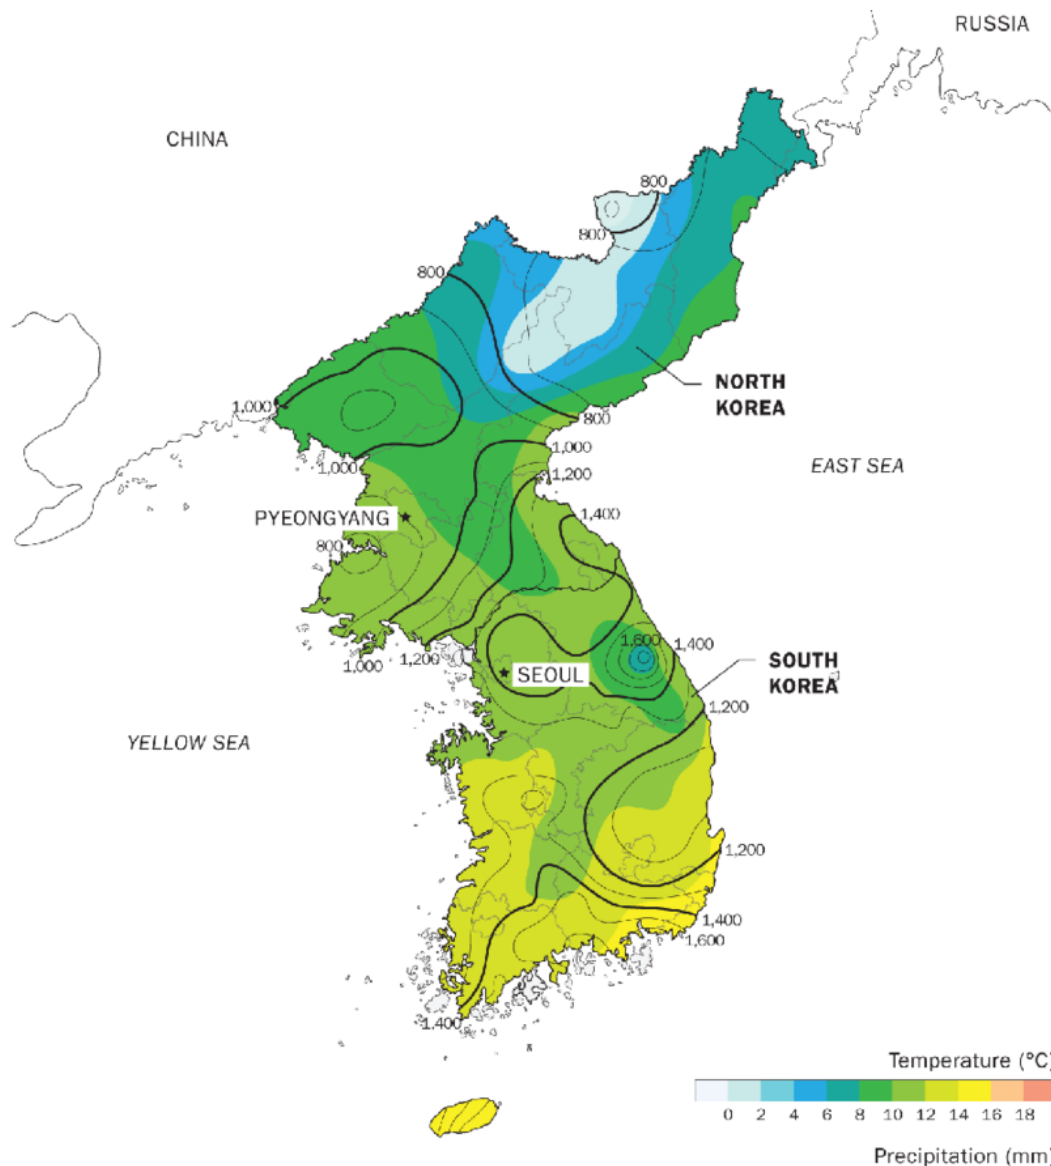 RUSSIA
CHINA
800
800
800
NORTH
KOREA
1,000
800
1,000
EAST SEA
1,000
1,200
1,400
PYEONGYANG
800
1,600
1,400
1,000
1,200
SEOUL
SOUTH
KOREA
1,200
YELLOW SEA
1,200
1,400
1,600
1,400
Temperature (°C)
0 2 4 6 8 10 12 14 16 18
Precipitation (mm)